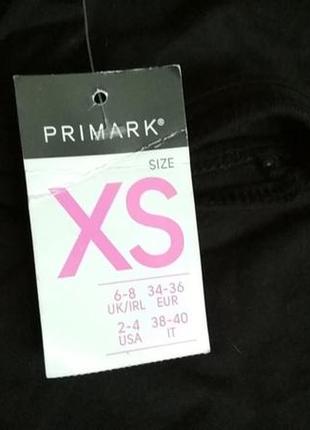 PRIMARK®
SIZE
XS
6-8 34-36
UK/IRL EUR
2-4 38-40
USA IT